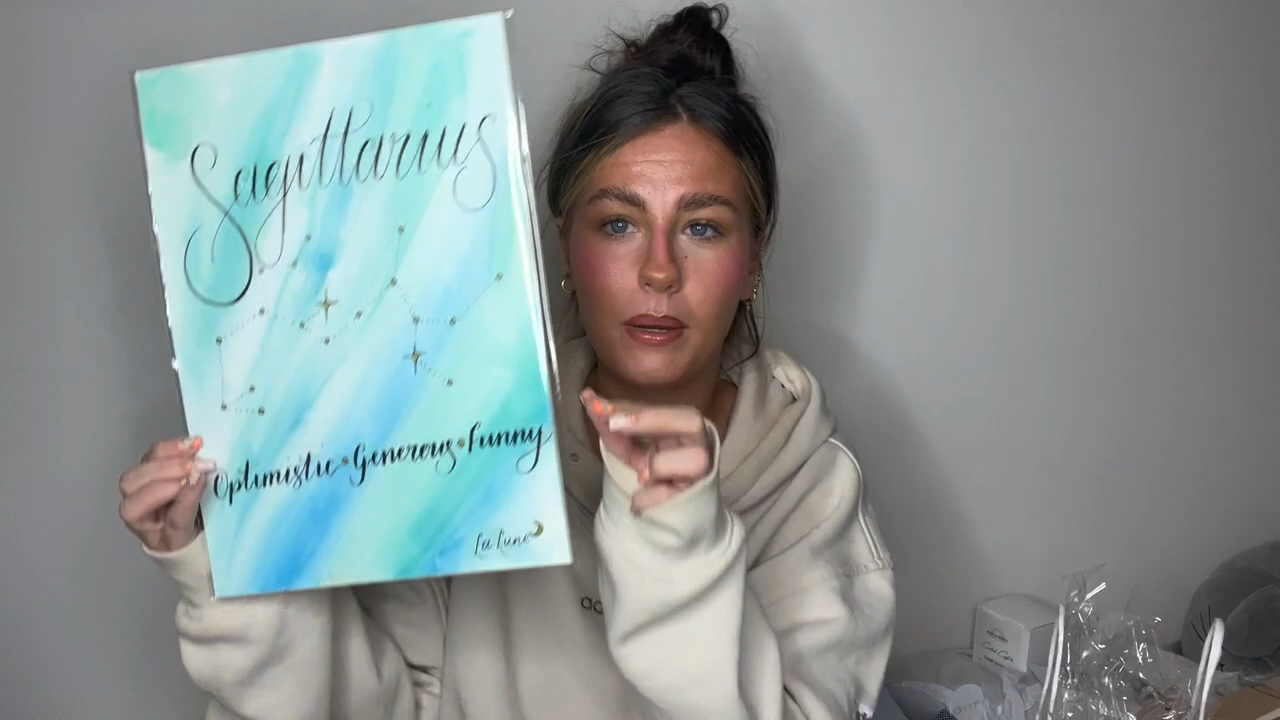 Sagittarius
Optimistic • Generous • Funny
La Lune